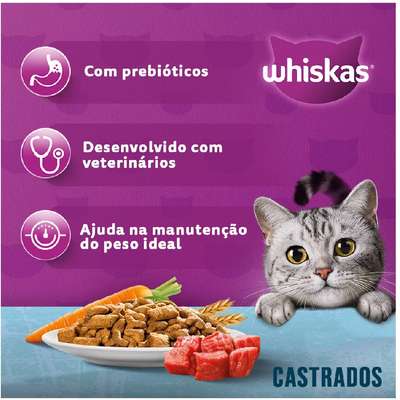 Com prebióticos
whiskas®
Desenvolvido com
veterinários
Ajuda na manutenção
do peso ideal
CASTRADOS